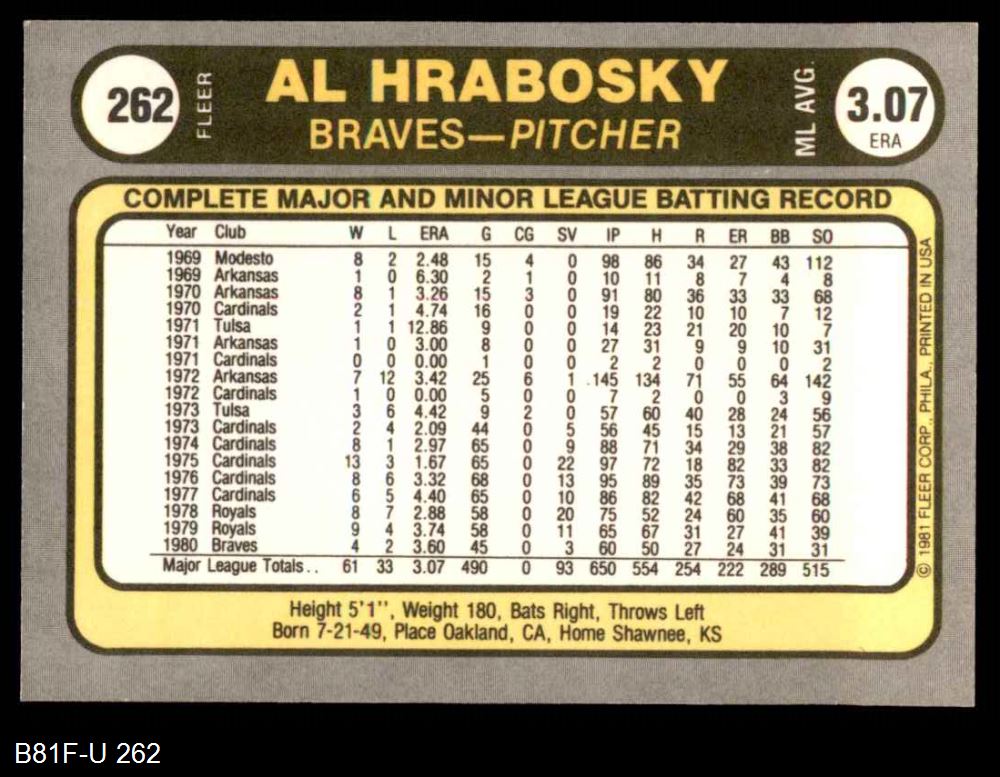 262 FLEER AL HRABOSKY ML AVG. 3.07
BRAVES—PITCHER ERA
COMPLETE MAJOR AND MINOR LEAGUE BATTING RECORD
Year Club W L ERA G CG SV IP H R ER BB SO
1969 Modesto 8 2 2.48 15 4 0 98 86 34 27 43 112
1969 Arkansas 1 0 6.30 2 1 0 10 11 8 7 4 8
1970 Arkansas 8 1 3.26 15 3 0 91 80 36 33 33 68
1970 Cardinals 2 1 4.74 16 0 0 19 22 10 10 7 12
1971 Tulsa 1 1 12.86 9 0 0 14 23 21 20 10 7
1971 Arkansas 1 0 3.00 8 0 0 27 31 9 9 10 31
1971 Cardinals 0 0 0.00 1 0 0 2 2 0 0 0 2
1972 Arkansas 7 12 3.42 25 6 1 145 134 71 55 64 142
1972 Cardinals 1 0 0.00 5 0 0 7 2 0 0 3 9
1973 Tulsa 3 6 4.42 9 2 0 57 60 40 28 24 56
1973 Cardinals 2 4 2.09 44 0 5 56 45 15 13 21 57
1974 Cardinals 8 1 2.97 65 0 9 88 71 34 29 38 82
1975 Cardinals 13 3 1.67 65 0 22 97 72 18 82 33 82
1976 Cardinals 8 6 3.32 68 0 13 95 89 35 73 39 73
1977 Cardinals 6 5 4.40 65 0 10 86 82 42 68 41 68
1978 Royals 8 7 2.88 58 0 20 75 52 24 60 35 60
1979 Royals 9 4 3.74 58 0 11 65 67 31 27 41 39
1980 Braves 4 2 3.60 45 0 3 60 50 27 24 31 31
Major League Totals.. 61 33 3.07 490 0 93 650 554 254 222 289 515
Height 5'1", Weight 180, Bats Right, Throws Left
Born 7-21-49, Place Oakland, CA, Home Shawnee, KS
© 1981 FLEER CORP., PHILA., PRINTED IN USA
B81F-U 262